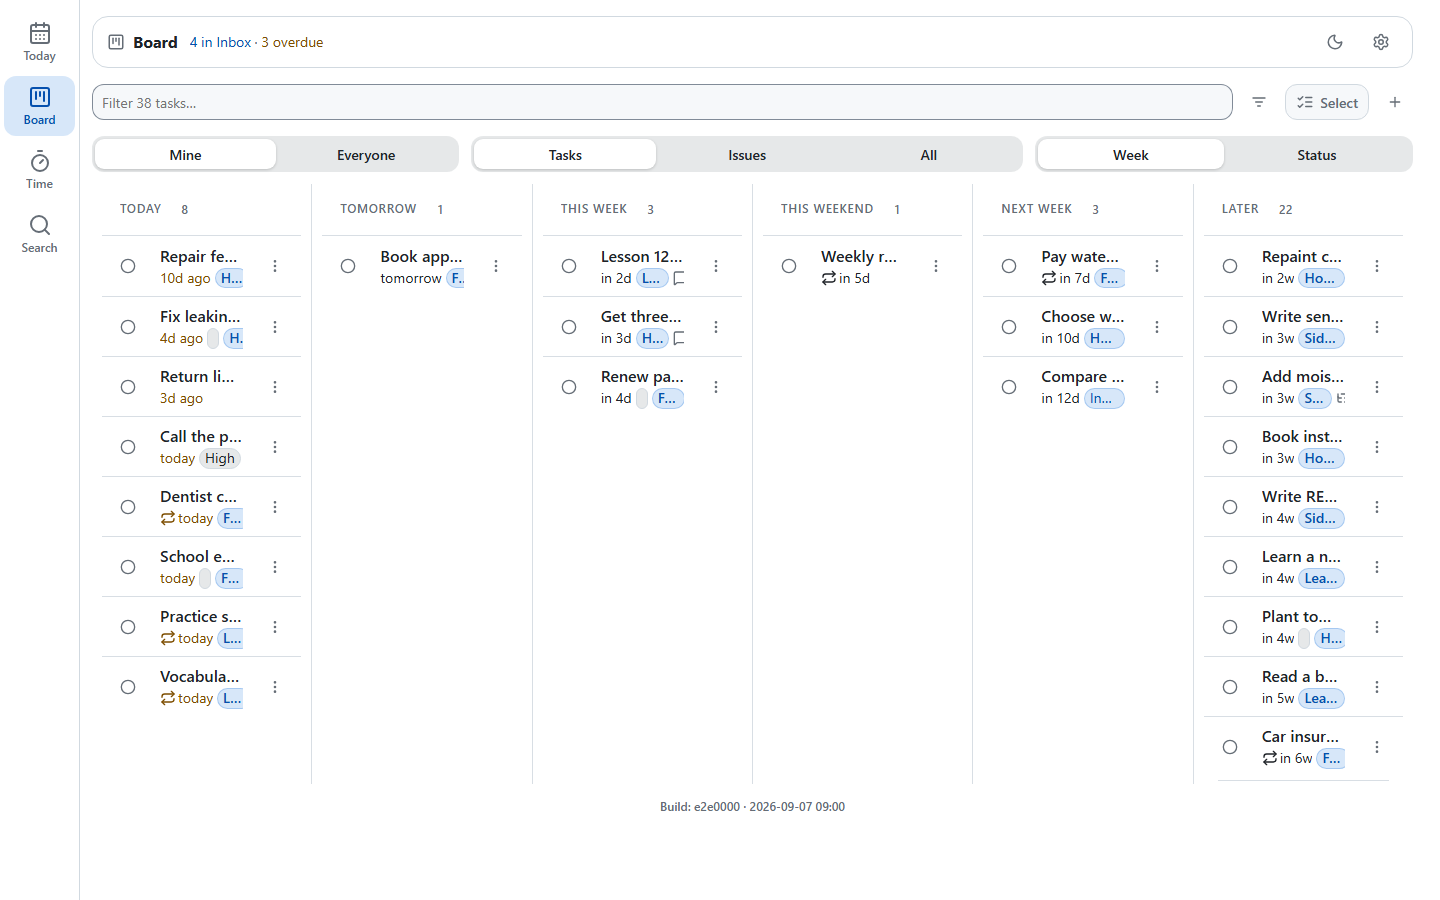 Today
Board
Time
Search
Board 4 in Inbox · 3 overdue
Filter 38 tasks...
Select
Mine Everyone
Tasks Issues All
Week Status
TODAY 8
Repair fe...
10d ago H...
Fix leakin...
4d ago H.
Return li...
3d ago
Call the p...
today High
Dentist c...
today F...
School e...
today F...
Practice s...
today L...
Vocabula...
today L...
TOMORROW 1
Book app...
tomorrow F.
THIS WEEK 3
Lesson 12...
in 2d L...
Get three...
in 3d H...
Renew pa...
in 4d F...
THIS WEEKEND 1
Weekly r...
in 5d
NEXT WEEK 3
Pay wate...
in 7d F...
Choose w...
in 10d H...
Compare ...
in 12d In...
LATER 22
Repaint c...
in 2w Ho...
Write sen...
in 3w Sid...
Add mois...
in 3w S...
Book inst...
in 3w Ho...
Write RE...
in 4w Sid...
Learn a n...
in 4w Lea...
Plant to...
in 4w H...
Read a b...
in 5w Lea...
Car insur...
in 6w F...
Build: e2e0000 · 2026-09-07 09:00